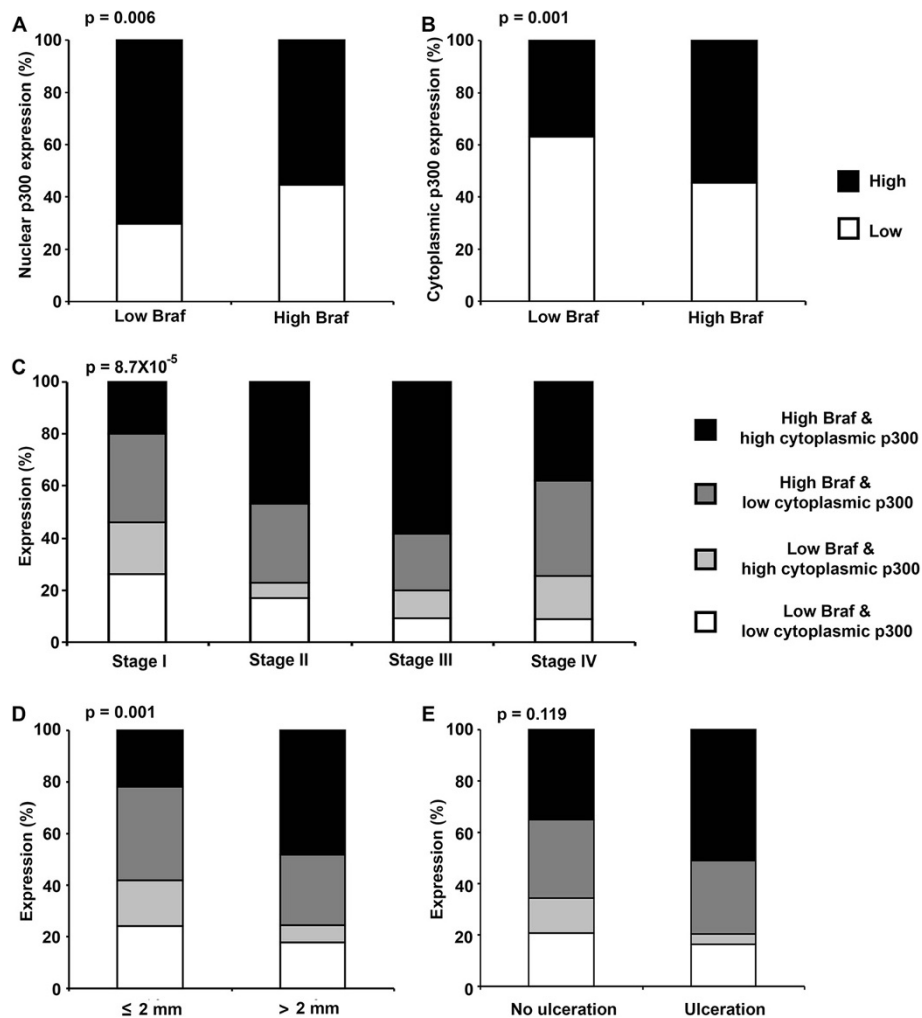 A
p = 0.006
Nuclear p300 expression (%)
100
80
60
40
20
0
Low Braf
High Braf
B
p = 0.001
Cytoplasmic p300 expression (%)
100
80
60
40
20
0
Low Braf
High Braf
High
Low
C
p = 8.7X10⁻⁵
Expression (%)
100
80
60
40
20
0
Stage I
Stage II
Stage III
Stage IV
High Braf &
high cytoplasmic p300
High Braf &
low cytoplasmic p300
Low Braf &
high cytoplasmic p300
Low Braf &
low cytoplasmic p300
D
p = 0.001
Expression (%)
100
80
60
40
20
0
≤ 2 mm
> 2 mm
E
p = 0.119
Expression (%)
100
80
60
40
20
0
No ulceration
Ulceration